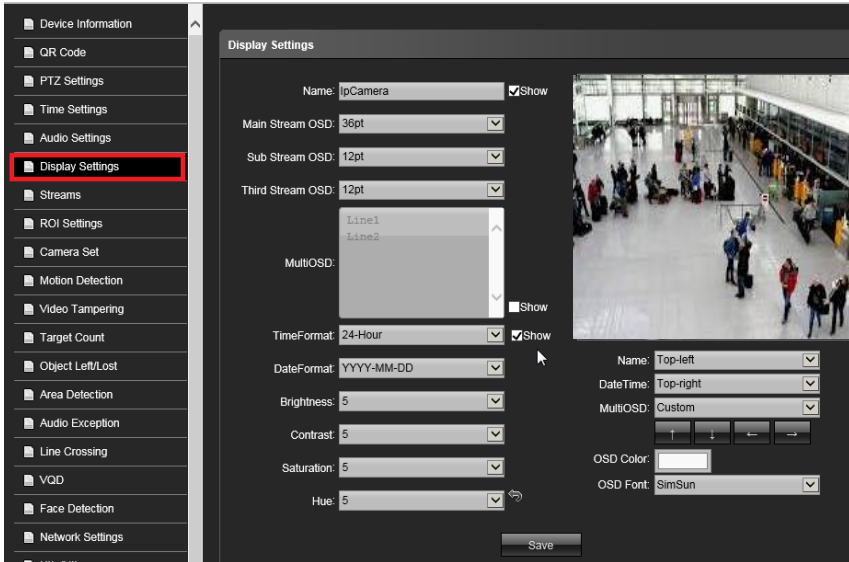 Device Information
QR Code
PTZ Settings
Time Settings
Audio Settings
Display Settings
Streams
ROI Settings
Camera Set
Motion Detection
Video Tampering
Target Count
Object Left/Lost
Area Detection
Audio Exception
Line Crossing
VQD
Face Detection
Network Settings
Display Settings
Name: IpCamera Show
Main Stream OSD: 36pt
Sub Stream OSD: 12pt
Third Stream OSD: 12pt
MultiOSD:
Line1
Line2
Show
TimeFormat: 24-Hour Show
DateFormat: YYYY-MM-DD
Brightness: 5
Contrast: 5
Saturation: 5
Hue: 5
Save
Name: Top-left
DateTime: Top-right
MultiOSD: Custom
↑ ↓ ← →
OSD Color:
OSD Font: SimSun